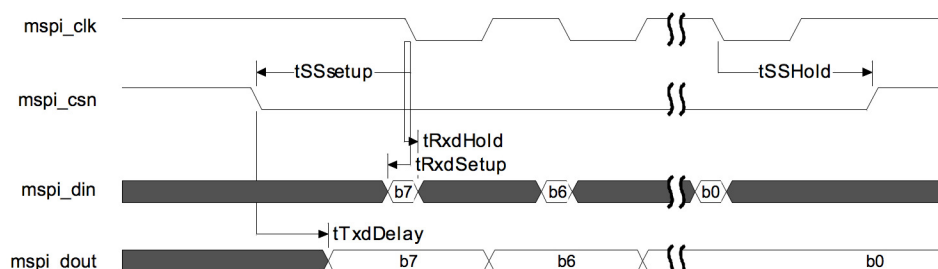 mspi_clk
tSSsetup
tSSHold
mspi_csn
tRxdHold
tRxdSetup
mspi_din b7 b6 b0
tTxdDelay
mspi_dout b7 b6 b0